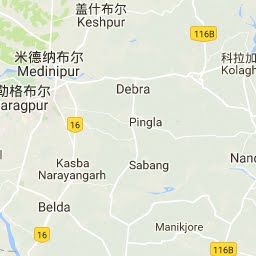 盖什布尔
Keshpur
116B
米德纳布尔
Medinipur
科拉加
Kolagh
Debra
勒格布尔
aragpur
16
Pingla
Kasba
Narayangarh
Sabang
Nand
Belda
Manikjore
16
116B